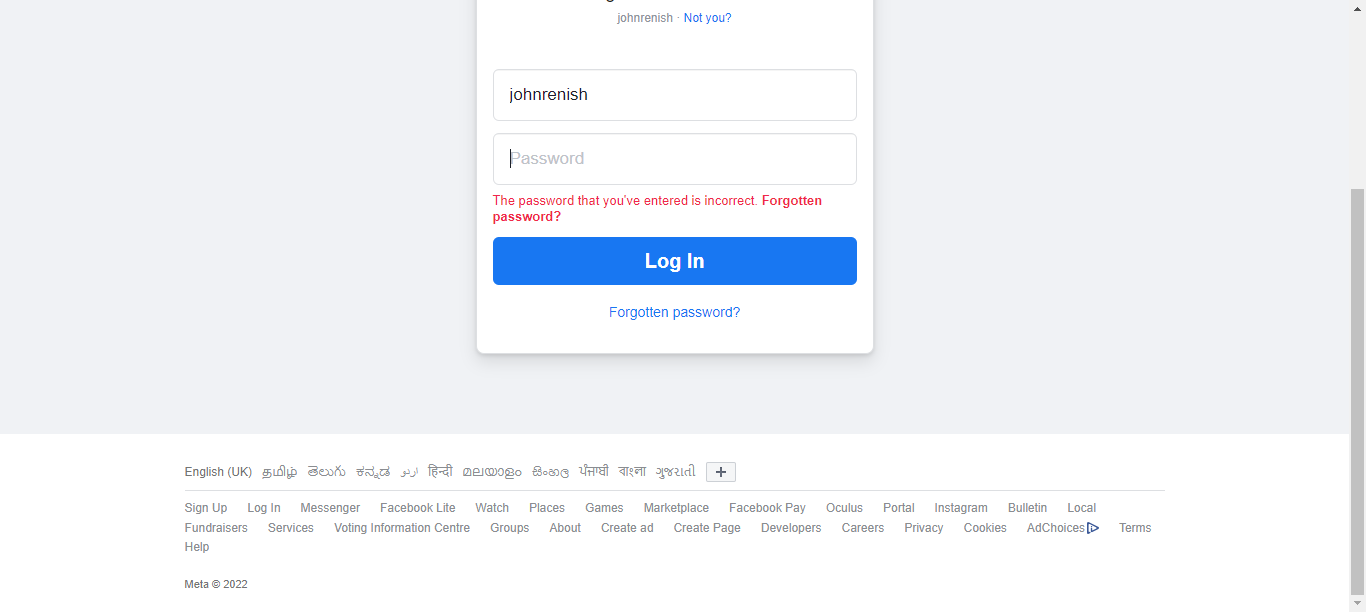 johnrenish · Not you?
johnrenish
Password
The password that you've entered is incorrect. Forgotten
password?
Log In
Forgotten password?
English (UK) தமிழ் తెలుగు ಕನ್ನಡ اردو हिन्दी മലയാളം සිංහල ਪੰਜਾਬੀ বাংলা ગુજરાતી +
Sign Up Log In Messenger Facebook Lite Watch Places Games Marketplace Facebook Pay Oculus Portal Instagram Bulletin Local
Fundraisers Services Voting Information Centre Groups About Create ad Create Page Developers Careers Privacy Cookies AdChoices Terms
Help
Meta © 2022